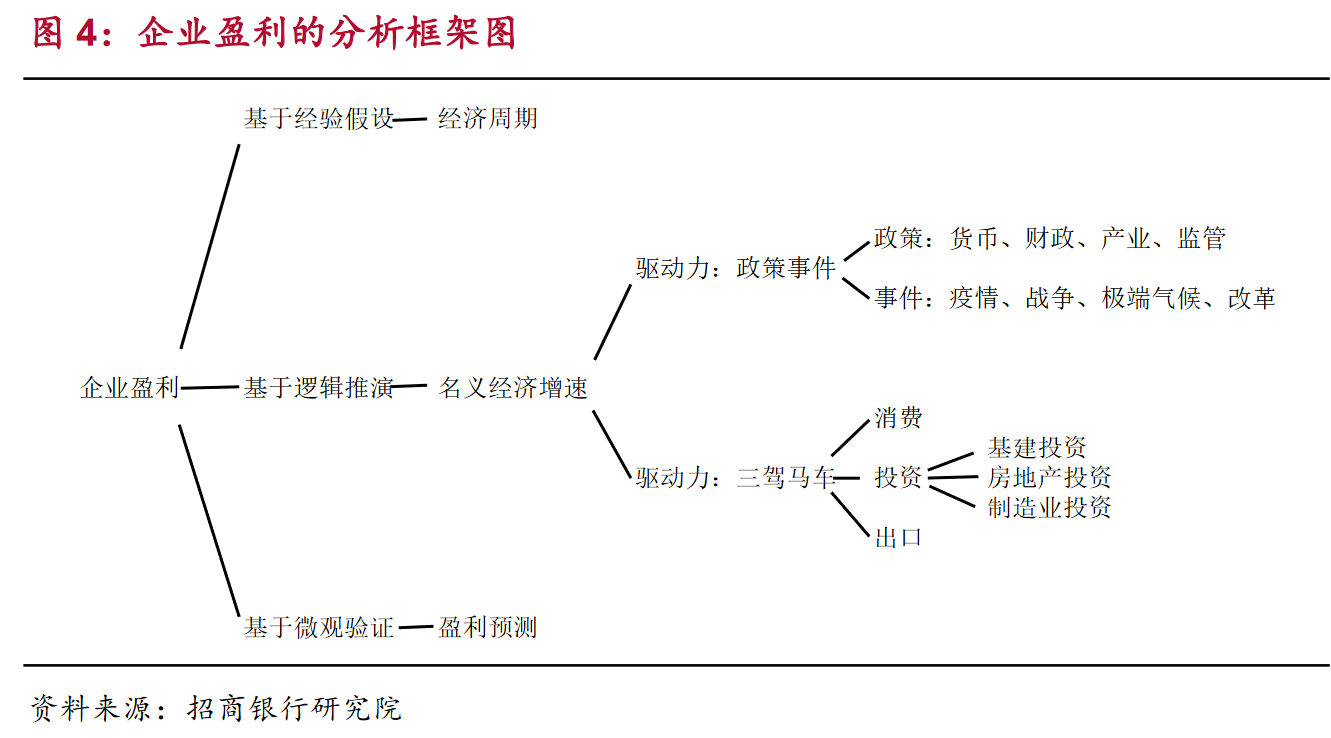 图 4：企业盈利的分析框架图
基于经验假设
经济周期
政策：货币、财政、产业、监管
驱动力：政策事件
事件：疫情、战争、极端气候、改革
企业盈利
基于逻辑推演
名义经济增速
消费
基建投资
驱动力：三驾马车
投资
房地产投资
制造业投资
出口
基于微观验证
盈利预测
资料来源：招商银行研究院